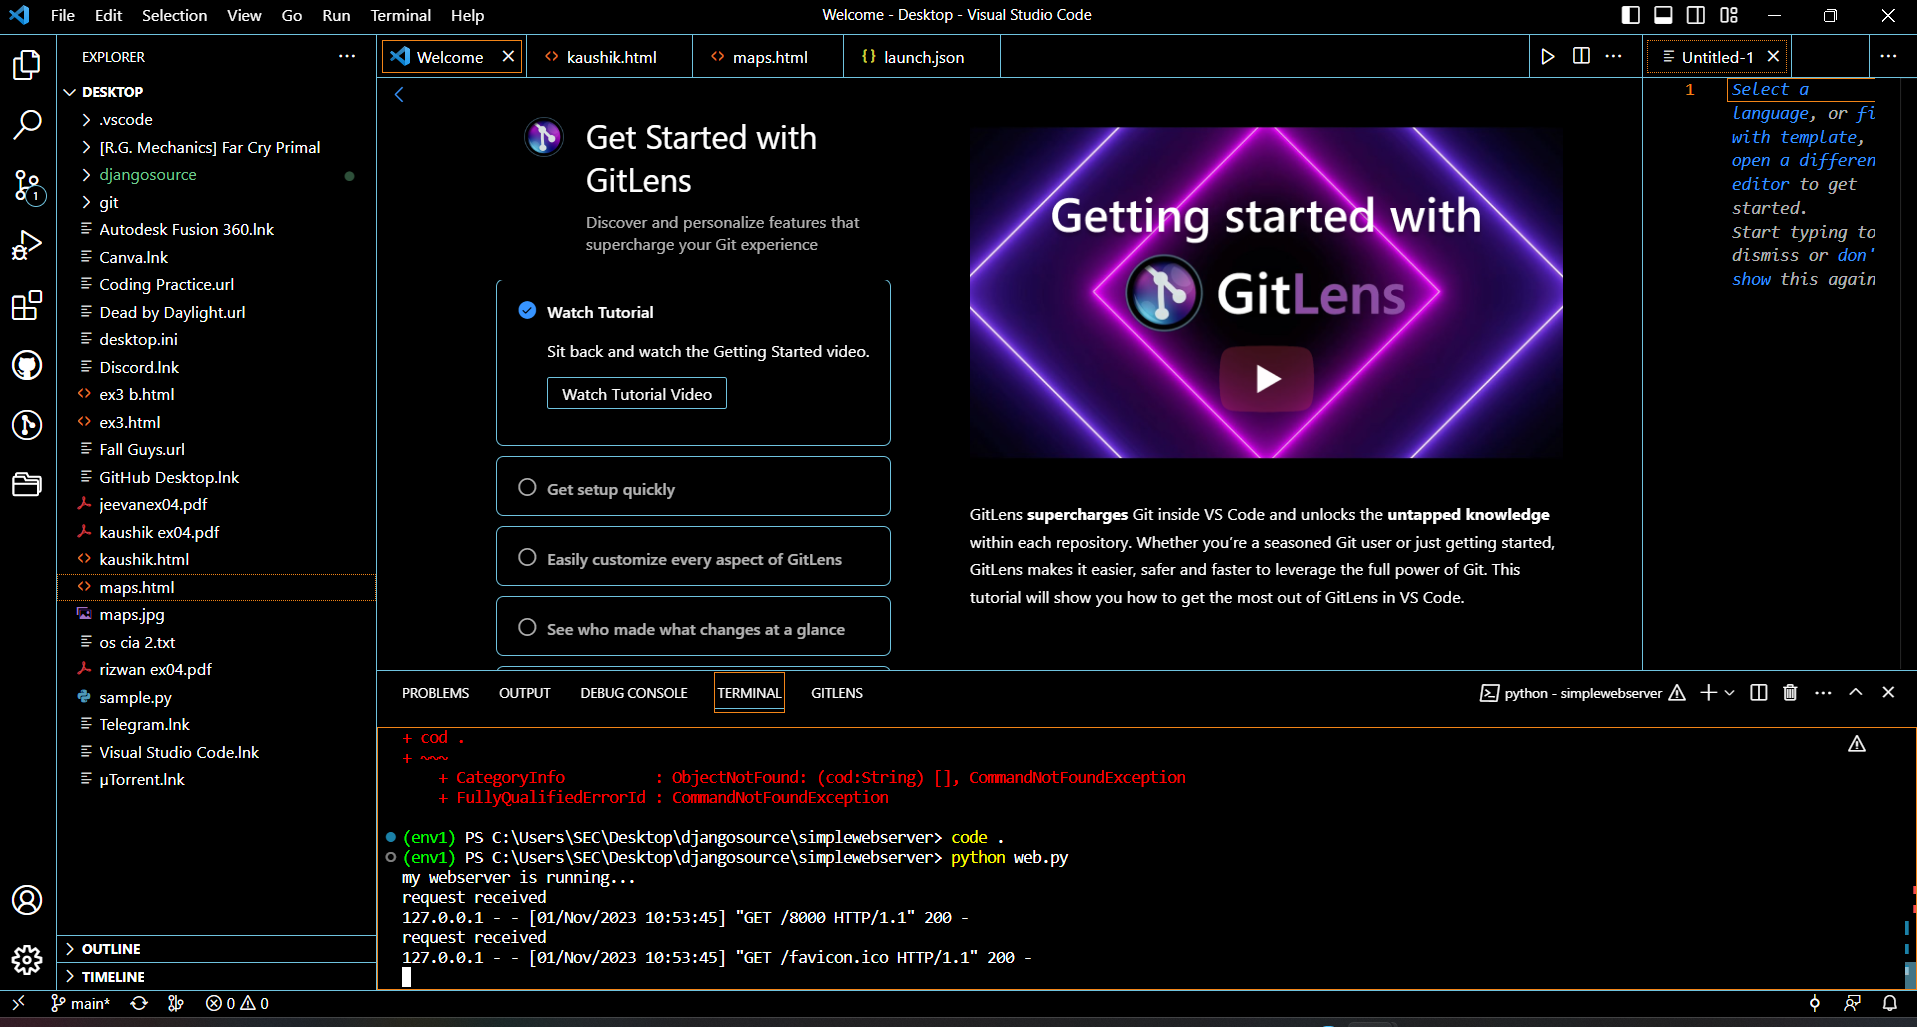 File Edit Selection View Go Run Terminal Help
Welcome - Desktop - Visual Studio Code
EXPLORER
DESKTOP
.vscode
[R.G. Mechanics] Far Cry Primal
djangosource
git
Autodesk Fusion 360.lnk
Canva.lnk
Coding Practice.url
Dead by Daylight.url
desktop.ini
Discord.lnk
ex3 b.html
ex3.html
Fall Guys.url
GitHub Desktop.lnk
jeevanex04.pdf
kaushik ex04.pdf
kaushik.html
maps.html
maps.jpg
os cia 2.txt
rizwan ex04.pdf
sample.py
Telegram.lnk
Visual Studio Code.lnk
µTorrent.lnk
OUTLINE
TIMELINE
1
Welcome
kaushik.html
maps.html
{} launch.json
Get Started with
GitLens
Discover and personalize features that
supercharge your Git experience
Watch Tutorial
Sit back and watch the Getting Started video.
Watch Tutorial Video
Get setup quickly
Easily customize every aspect of GitLens
See who made what changes at a glance
Getting started with
GitLens
GitLens supercharges Git inside VS Code and unlocks the untapped knowledge
within each repository. Whether you're a seasoned Git user or just getting started,
GitLens makes it easier, safer and faster to leverage the full power of Git. This
tutorial will show you how to get the most out of GitLens in VS Code.
Untitled-1
1
Select a
language, or fi
with template,
open a differen
editor to get
started.
Start typing to
dismiss or don'
show this again
PROBLEMS OUTPUT DEBUG CONSOLE TERMINAL GITLENS
python - simplewebserver
+ cod .
+ ~~~
+ CategoryInfo : ObjectNotFound: (cod:String) [], CommandNotFoundException
+ FullyQualifiedErrorId : CommandNotFoundException
(env1) PS C:\Users\SEC\Desktop\djangosource\simplewebserver> code .
(env1) PS C:\Users\SEC\Desktop\djangosource\simplewebserver> python web.py
my webserver is running...
request received
127.0.0.1 - - [01/Nov/2023 10:53:45] "GET /8000 HTTP/1.1" 200 -
request received
127.0.0.1 - - [01/Nov/2023 10:53:45] "GET /favicon.ico HTTP/1.1" 200 -
main* 0 0